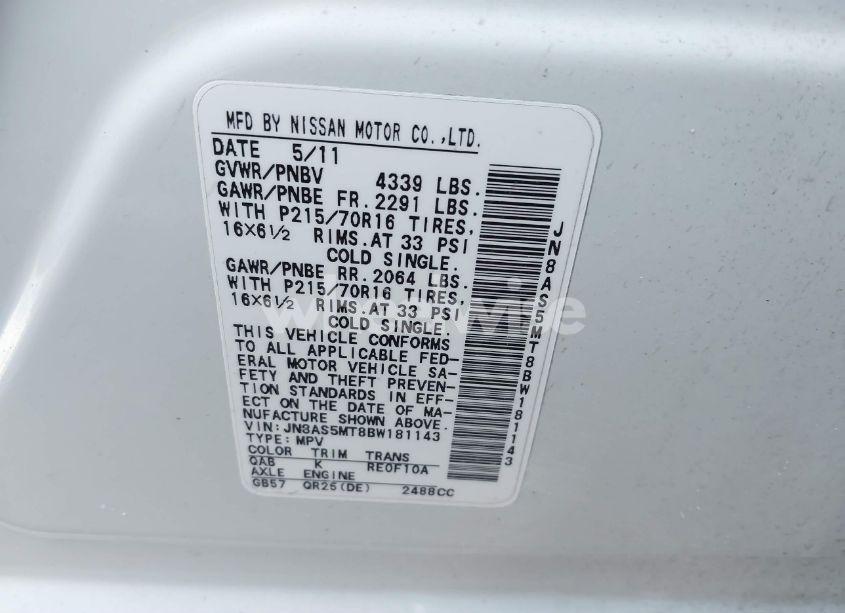 MFD BY NISSAN MOTOR CO.,LTD.
DATE 5/11
GVWR/PNBV 4339 LBS.
GAWR/PNBE FR.2291 LBS.
WITH P215/70R16 TIRES,
16X6½ RIMS.AT 33 PSI
COLD SINGLE.
GAWR/PNBE RR.2064 LBS.
WITH P215/70R16 TIRES,
16X6½ RIMS.AT 33 PSI
COLD SINGLE.
THIS VEHICLE CONFORMS
TO ALL APPLICABLE FED-
ERAL MOTOR VEHICLE SA-
FETY AND THEFT PREVEN-
TION STANDARDS IN EFF-
ECT ON THE DATE OF MA-
NUFACTURE SHOWN ABOVE.
VIN: JN8AS5MT8BW181143
TYPE: MPV
COLOR TRIM TRANS
QAB K RE0F10A
AXLE ENGINE
GB57 QR25(DE) 2488CC
JN8AS5MT8BW181143